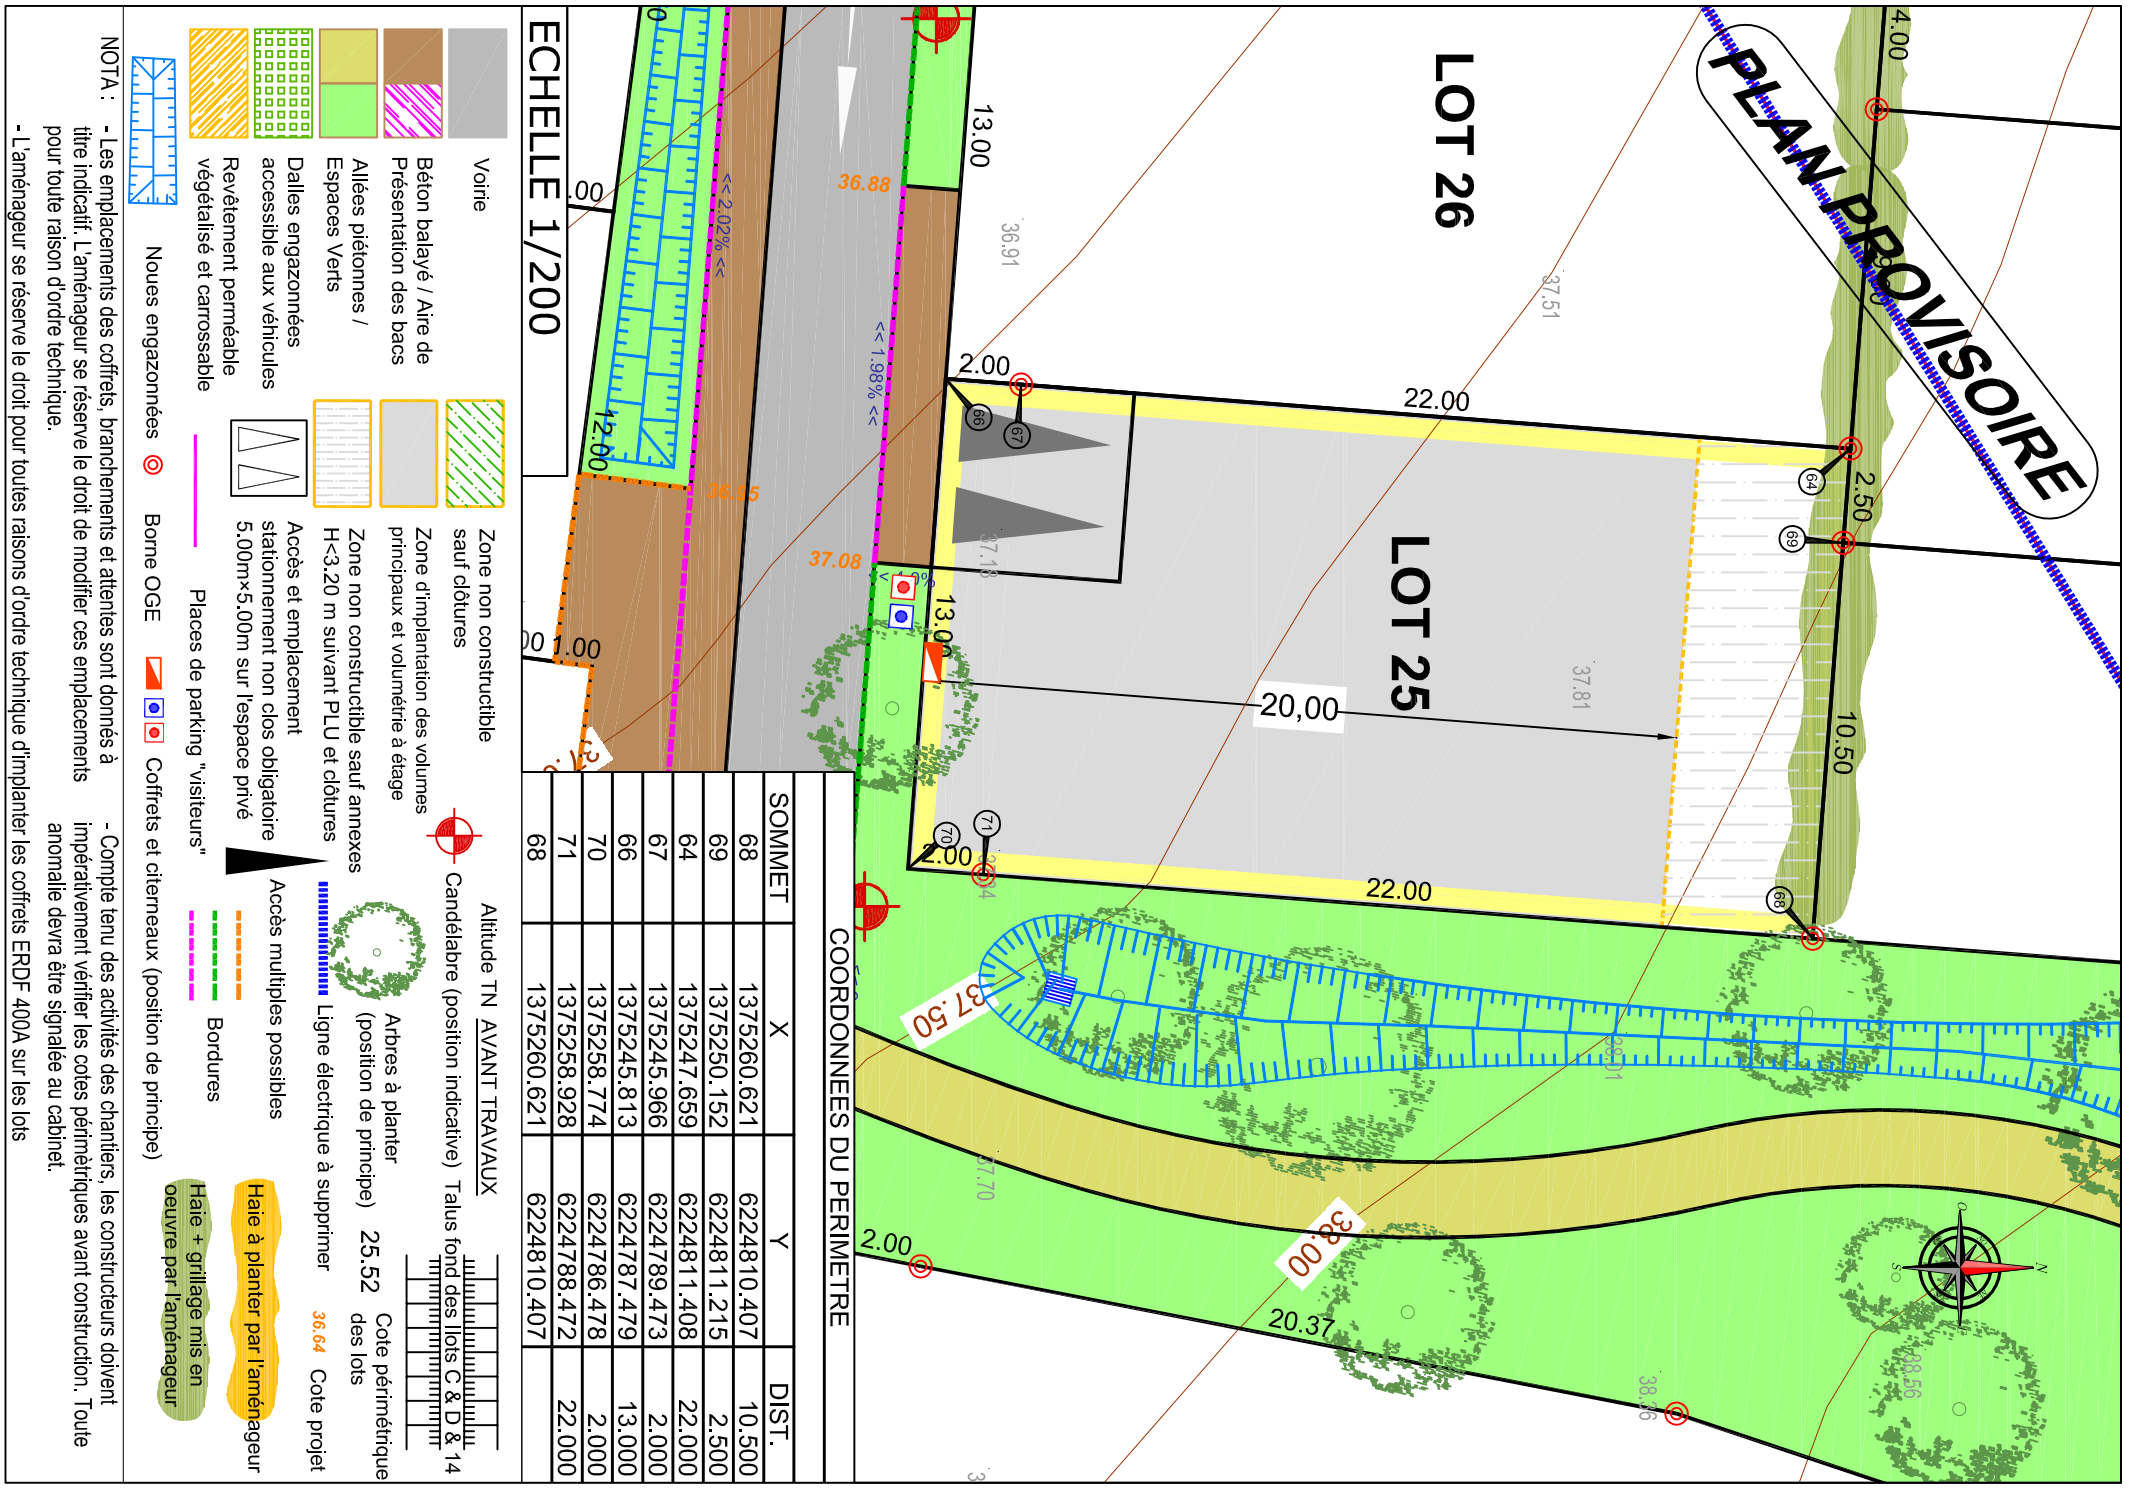 PLAN PROVISOIRE
LOT 26
LOT 25
4.00
13.00
2.00
22.00
2.50
10.50
13.00
20,00
22.00
2.00
12.00
1.00
.00
2.00
20.37
36.91
37.51
37.18
37.81
38.01
37.70
38.36
38.56
36.88
36.95
37.08
<< 2.02% <<
<< 1.98% <<
37.50
38.00
66
67
64
69
68
70
71
N
S
ECHELLE 1/200
COORDONNEES DU PERIMETRE
SOMMET X Y DIST.
68 1375260.621 6224810.407 10.500
69 1375250.152 6224811.215 2.500
64 1375247.659 6224811.408 22.000
67 1375245.966 6224789.473 2.000
66 1375245.813 6224787.479 13.000
70 1375258.774 6224786.478 2.000
71 1375258.928 6224788.472 22.000
68 1375260.621 6224810.407
Voirie
Béton balayé / Aire de
Présentation des bacs
Allées piétonnes /
Espaces Verts
Dalles engazonnées
accessible aux véhicules
Revêtement perméable
végétalisé et carrossable
Noues engazonnées
Zone non constructible
sauf clôtures
Zone d'implantation des volumes
principaux et volumétrie à étage
Zone non constructible sauf annexes
H<3.20 m suivant PLU et clôtures
Accès et emplacement
stationnement non clos obligatoire
5.00m×5.00m sur l'espace privé
Places de parking "visiteurs"
Borne OGE
Coffrets et citerneaux (position de principe)
Altitude TN AVANT TRAVAUX
Candélabre (position indicative)
Talus fond des llots C & D & 14
Arbres à planter
(position de principe)
25.52
Cote périmétrique
des lots
Ligne électrique à supprimer
36.64
Cote projet
Accès multiples possibles
Bordures
Haie à planter par l'aménageur
Haie + grillage mis en
oeuvre par l'aménageur
NOTA :
- Les emplacements des coffrets, branchements et attentes sont donnés à
titre indicatif. L'aménageur se réserve le droit de modifier ces emplacements
pour toute raison d'ordre technique.
- L'aménageur se réserve le droit pour toutes raisons d'ordre technique d'implanter les coffrets ERDF 400A sur les lots
- Compte tenu des activités des chantiers, les constructeurs doivent
impérativement vérifier les cotes périmètriques avant construction. Toute
anomalie devra être signalée au cabinet.